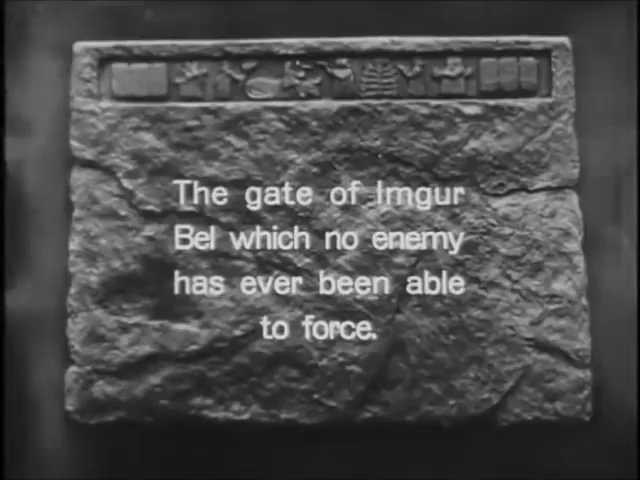 The gate of Imgur
Bel which no enemy
has ever been able
to force.